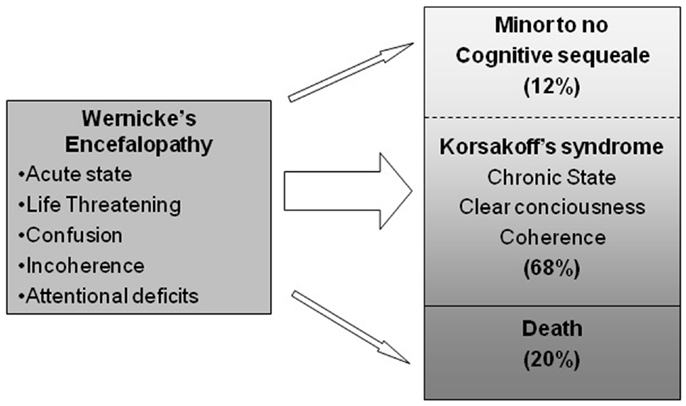 Wernicke's
Encefalopathy
•Acute state
•Life Threatening
•Confusion
•Incoherence
•Attentional deficits
Minor to no
Cognitive sequeale
(12%)
Korsakoff's syndrome
Chronic State
Clear conciousness
Coherence
(68%)
Death
(20%)